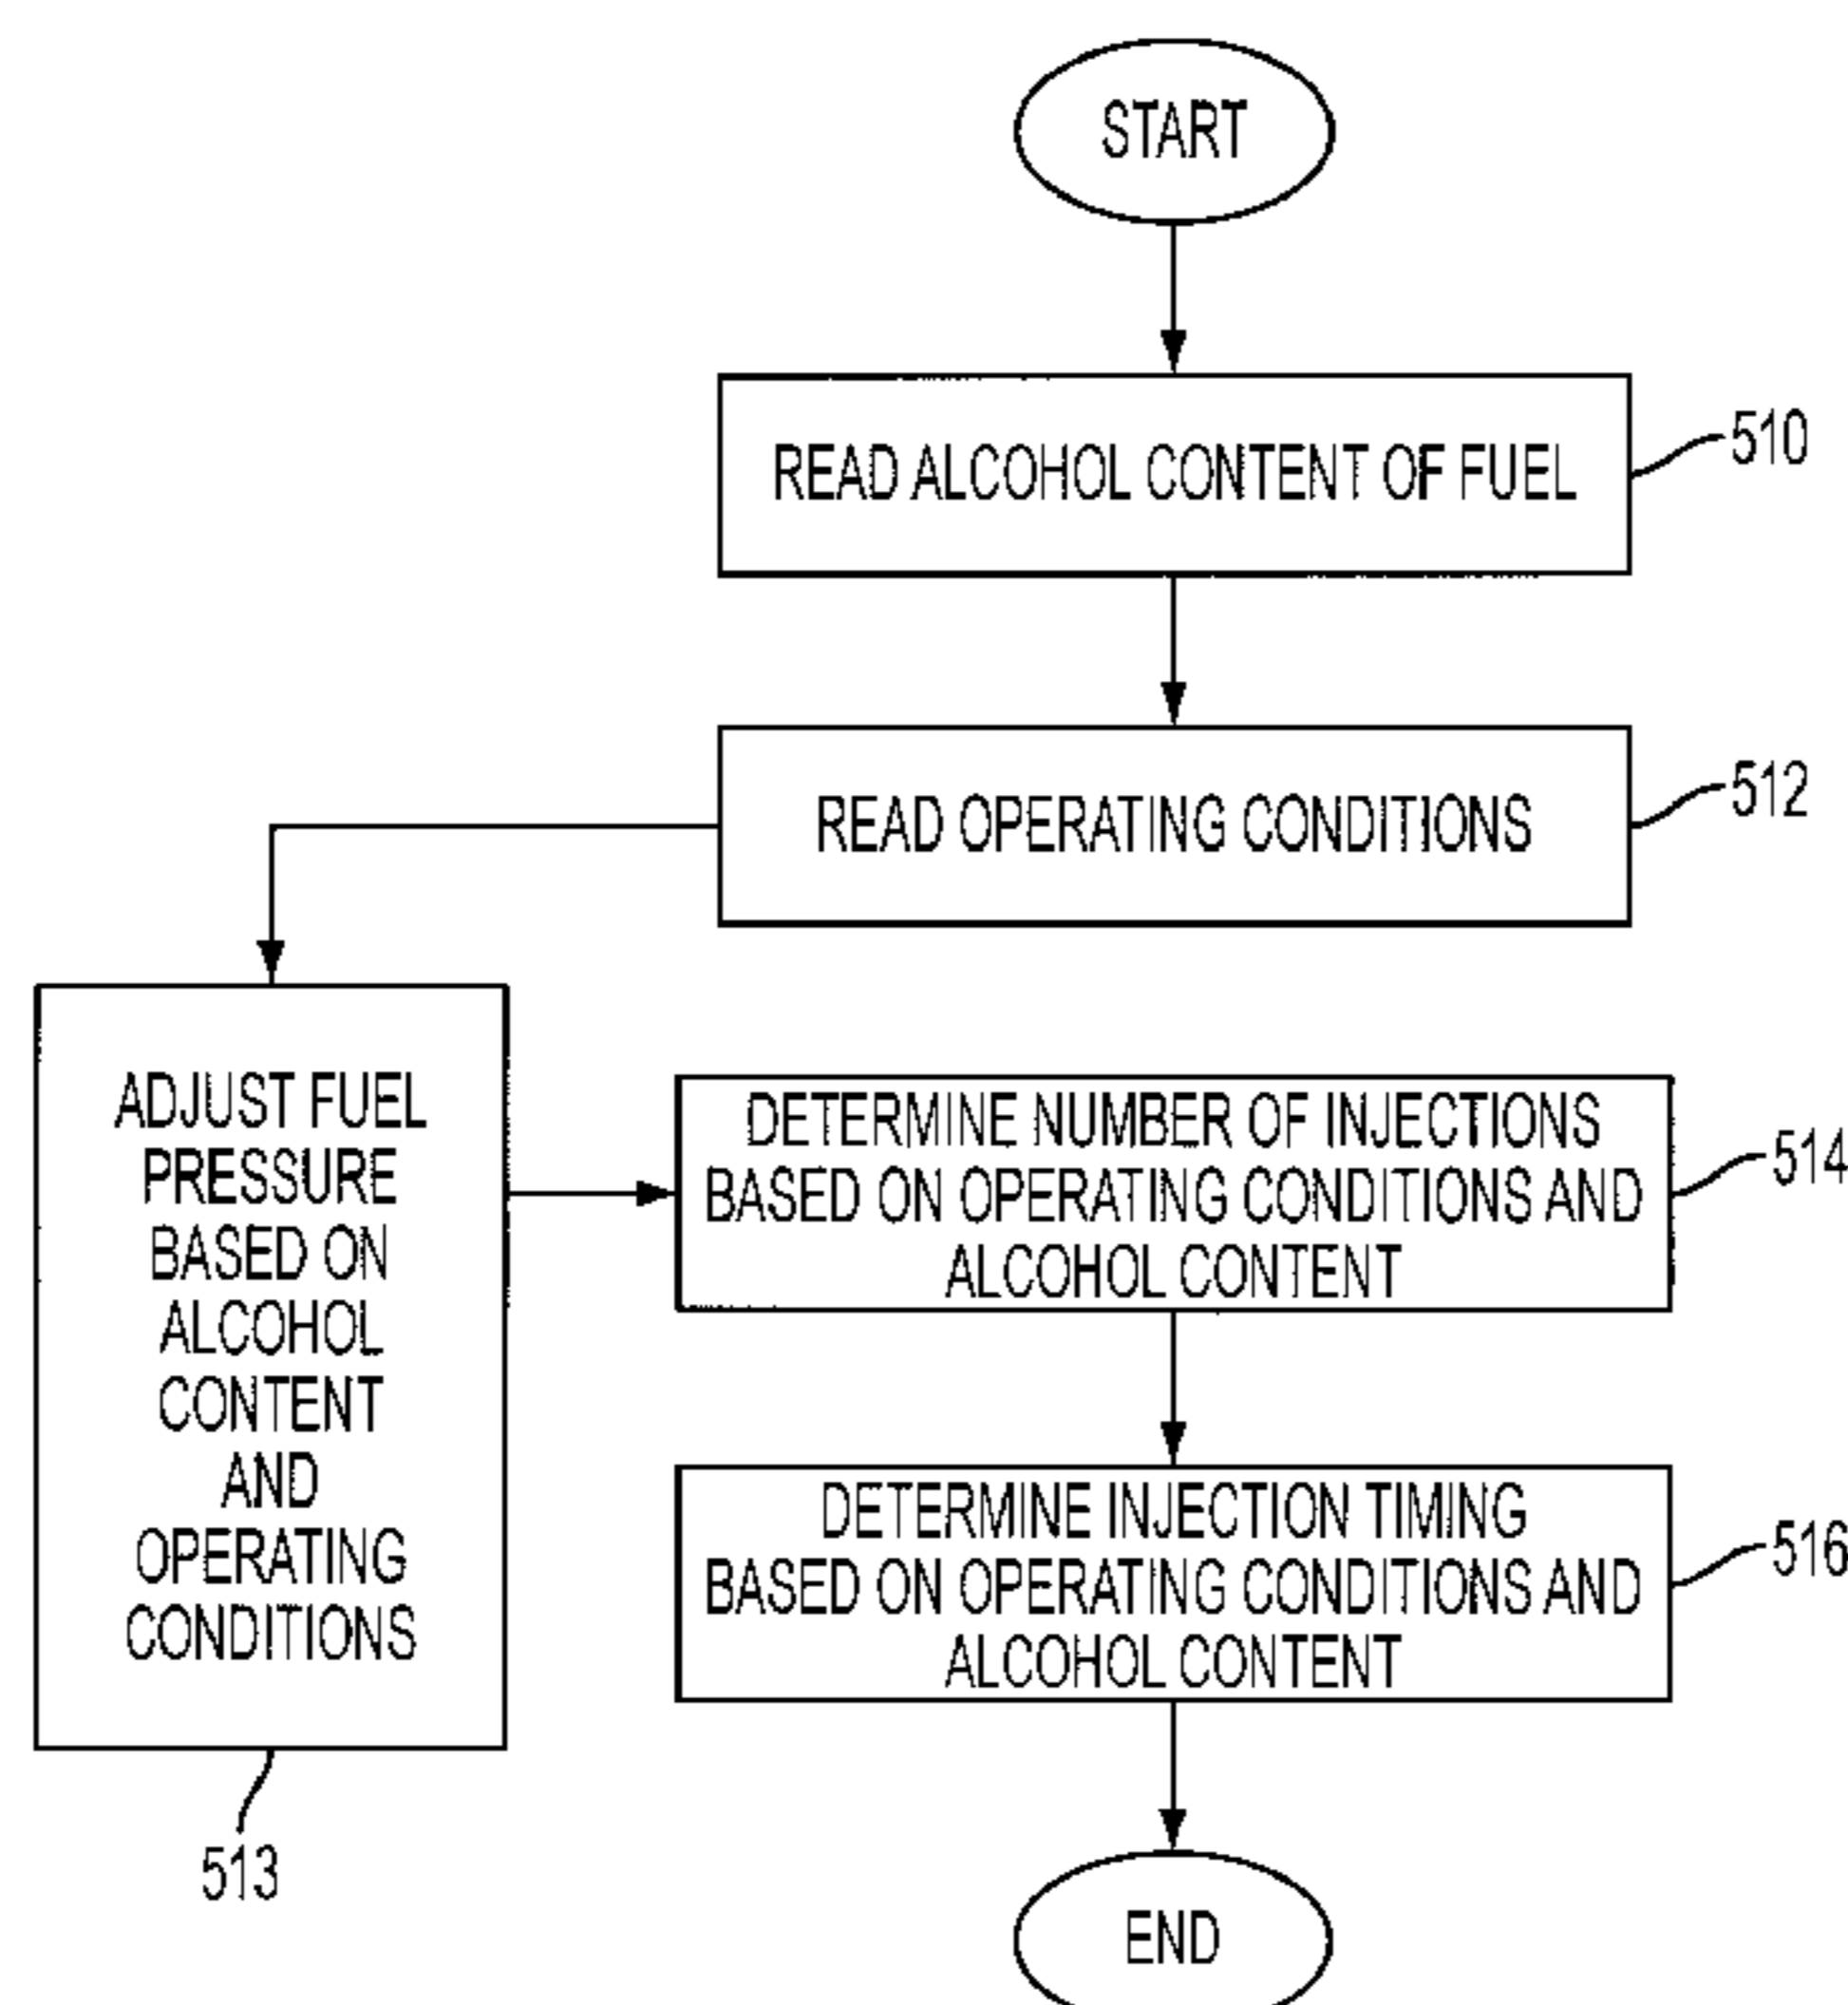 START
READ ALCOHOL CONTENT OF FUEL
510
READ OPERATING CONDITIONS
512
ADJUST FUEL
PRESSURE
BASED ON
ALCOHOL
CONTENT
AND
OPERATING
CONDITIONS
513
DETERMINE NUMBER OF INJECTIONS
BASED ON OPERATING CONDITIONS AND
ALCOHOL CONTENT
514
DETERMINE INJECTION TIMING
BASED ON OPERATING CONDITIONS AND
ALCOHOL CONTENT
516
END